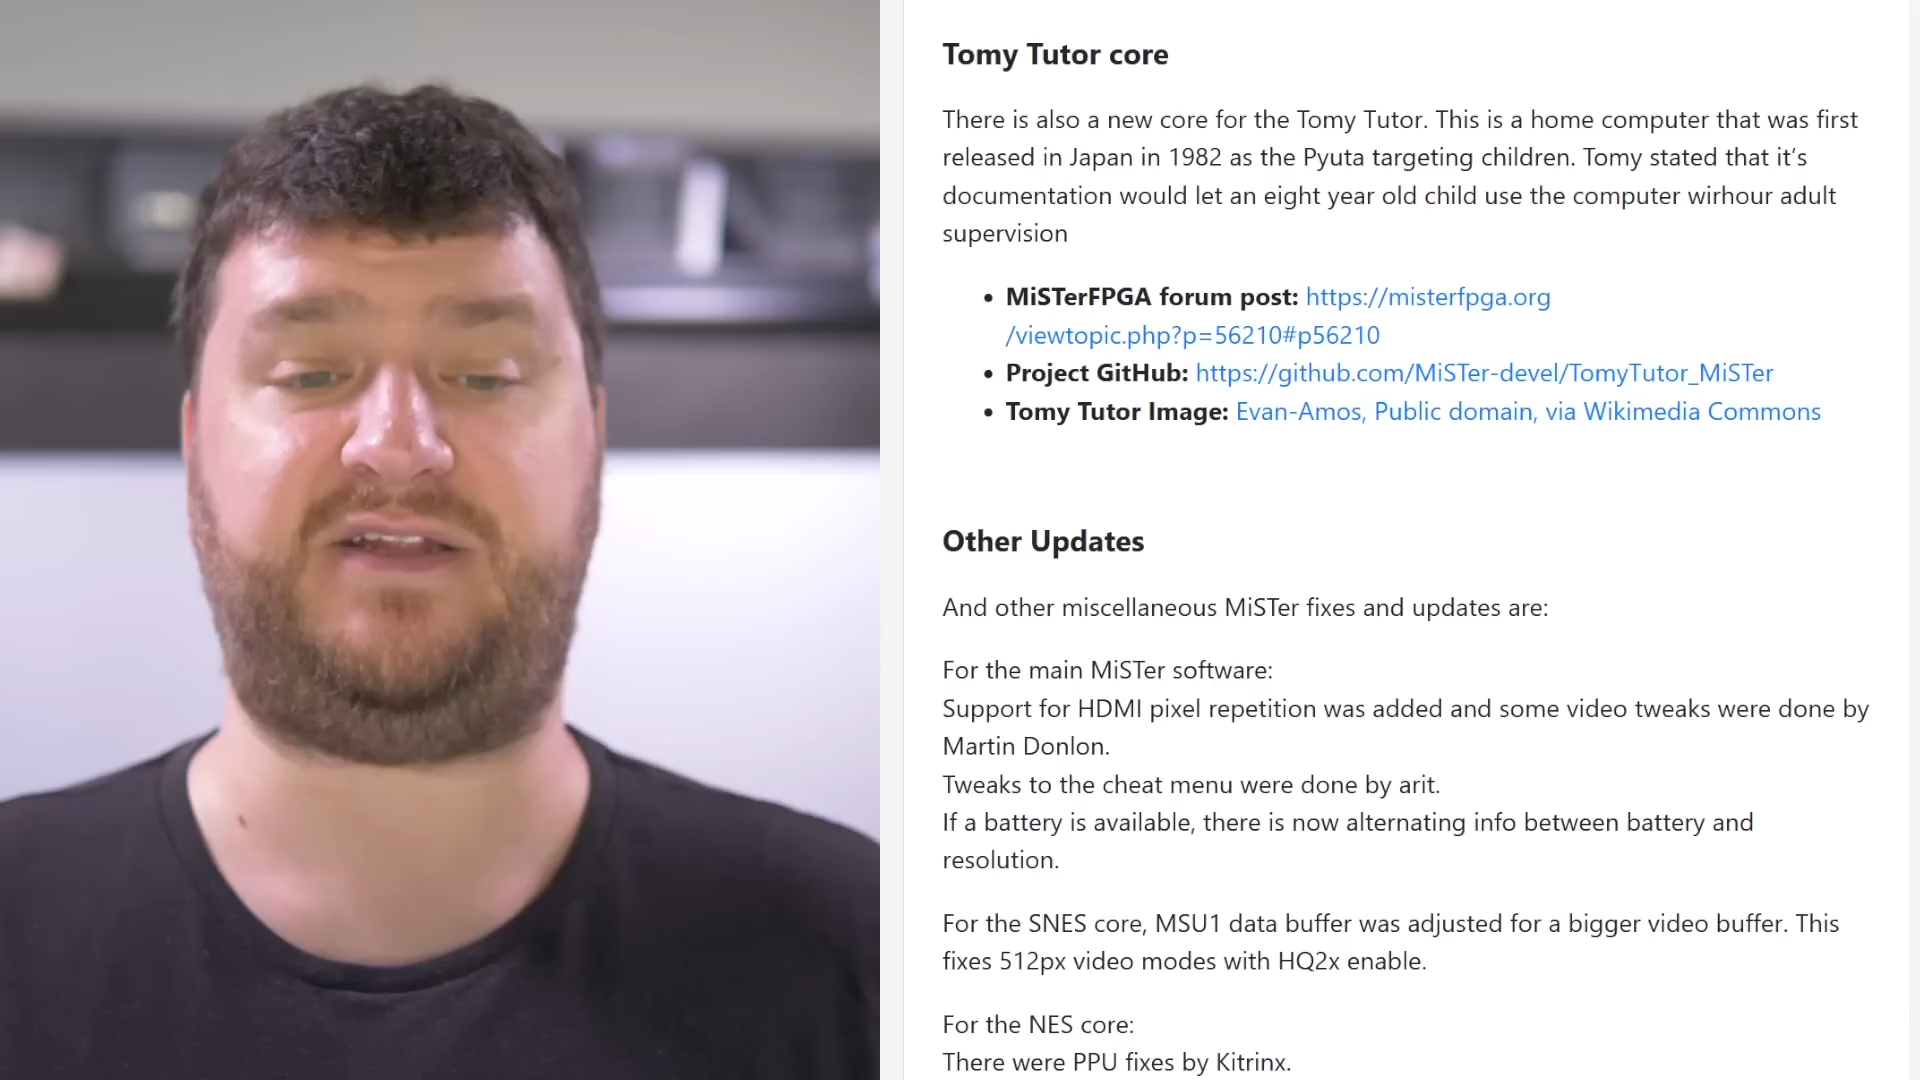 Tomy Tutor core
There is also a new core for the Tomy Tutor. This is a home computer that was first
released in Japan in 1982 as the Pyuta targeting children. Tomy stated that it’s
documentation would let an eight year old child use the computer wirhour adult
supervision
• MiSTerFPGA forum post: https://misterfpga.org
/viewtopic.php?p=56210#p56210
• Project GitHub: https://github.com/MiSTer-devel/TomyTutor_MiSTer
• Tomy Tutor Image: Evan-Amos, Public domain, via Wikimedia Commons
Other Updates
And other miscellaneous MiSTer fixes and updates are:
For the main MiSTer software:
Support for HDMI pixel repetition was added and some video tweaks were done by
Martin Donlon.
Tweaks to the cheat menu were done by arit.
If a battery is available, there is now alternating info between battery and
resolution.
For the SNES core, MSU1 data buffer was adjusted for a bigger video buffer. This
fixes 512px video modes with HQ2x enable.
For the NES core:
There were PPU fixes by Kitrinx.